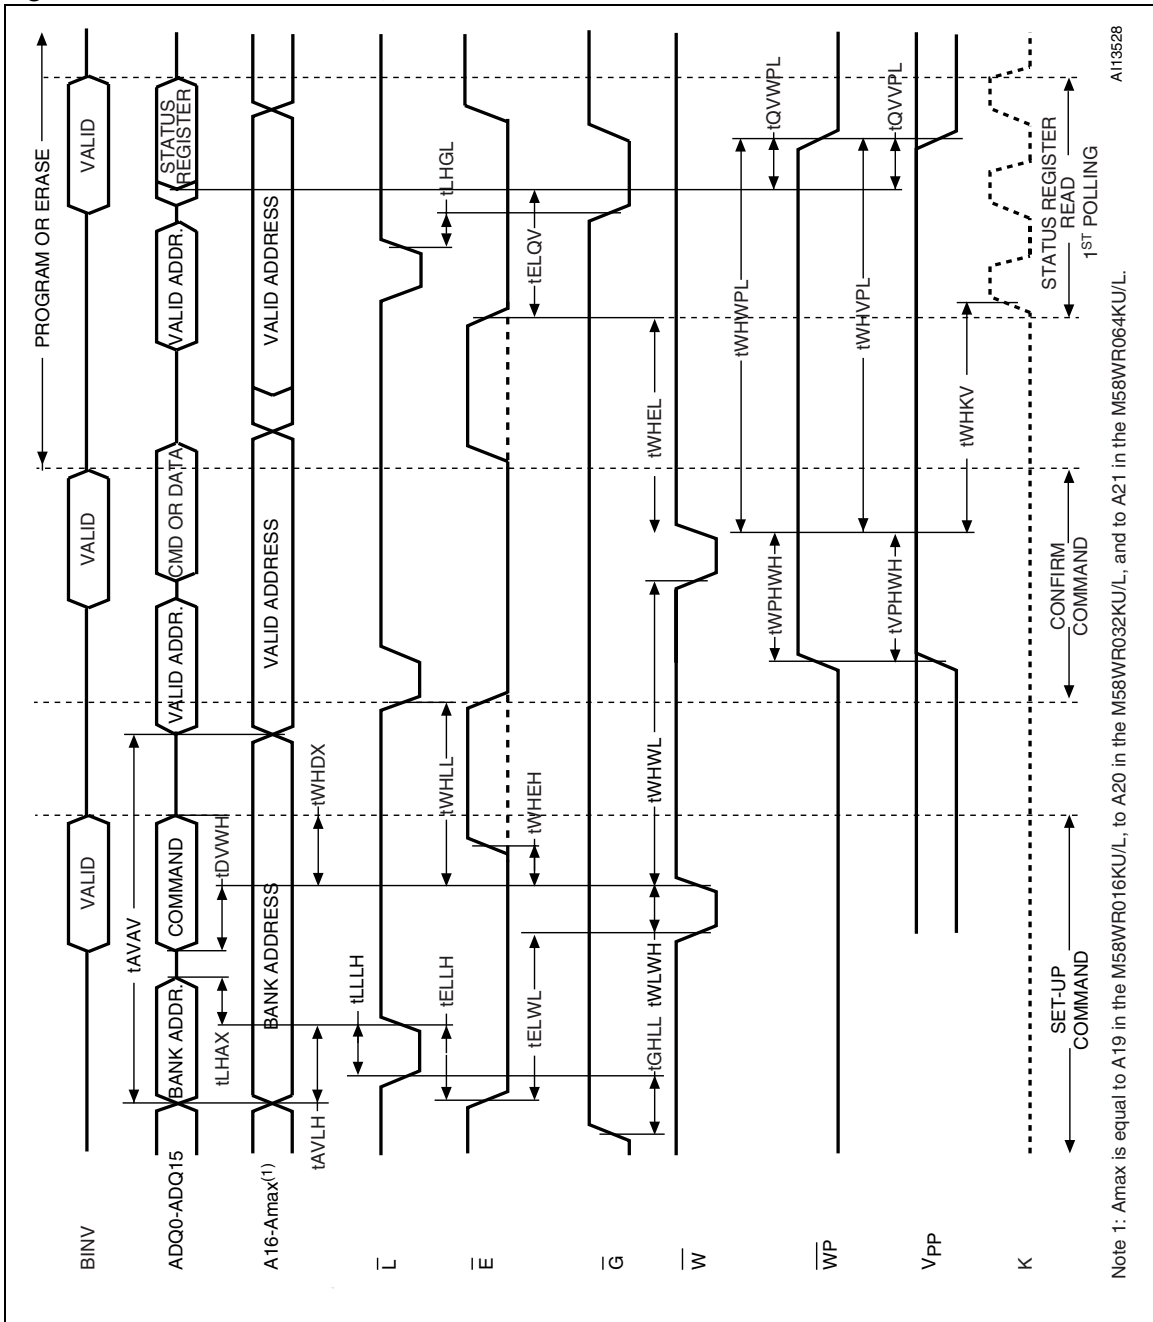 BINV
VALID
VALID
VALID
PROGRAM OR ERASE
ADQ0-ADQ15
BANK ADDR.
COMMAND
VALID ADDR.
CMD OR DATA
VALID ADDR.
STATUS
REGISTER
tAVAV
tLHAX
tDVWH
A16-Amax(1)
BANK ADDRESS
VALID ADDRESS
VALID ADDRESS
tAVLH
tWHDX
L
tLLLH
tLHGL
tELLH
tWHLL
E
tELWL
tWHEH
tELQV
G
tGHLL
tWLWH
tWHWL
tWHEL
W
tWHWPL
tWPHWH
tQVWPL
WP
tWHVPL
tVPHWH
tQVVPL
VPP
tWHKV
K
SET-UP
COMMAND
CONFIRM
COMMAND
STATUS REGISTER
READ
1ST POLLING
AI13528
Note 1: Amax is equal to A19 in the M58WR016KU/L, to A20 in the M58WR032KU/L, and to A21 in the M58WR064KU/L.